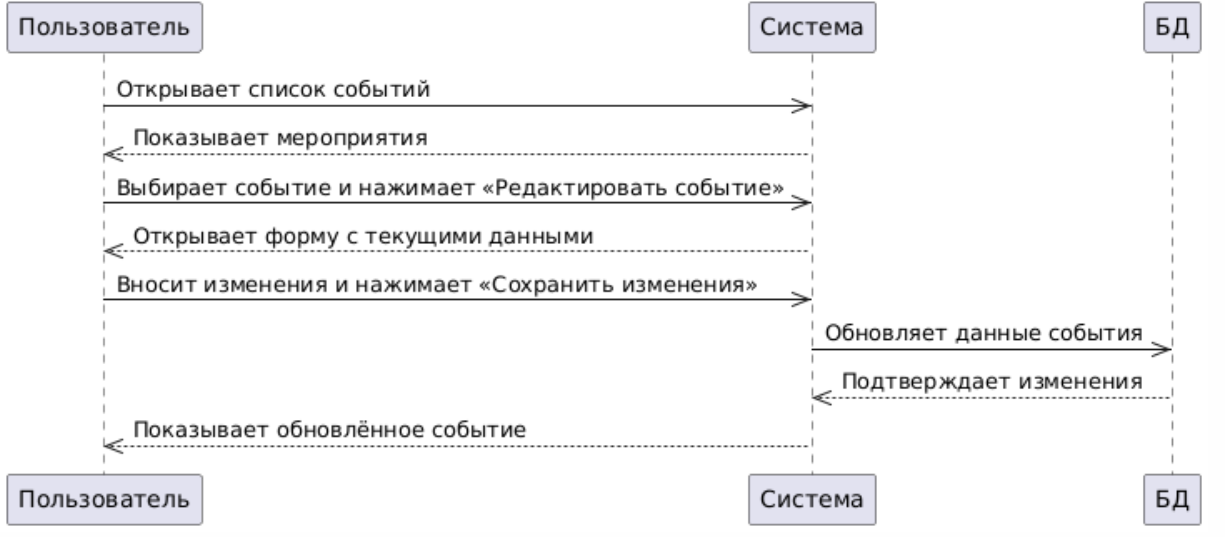 Пользователь
Система
БД
Открывает список событий
Показывает мероприятия
Выбирает событие и нажимает «Редактировать событие»
Открывает форму с текущими данными
Вносит изменения и нажимает «Сохранить изменения»
Обновляет данные события
Подтверждает изменения
Показывает обновлённое событие
Пользователь
Система
БД